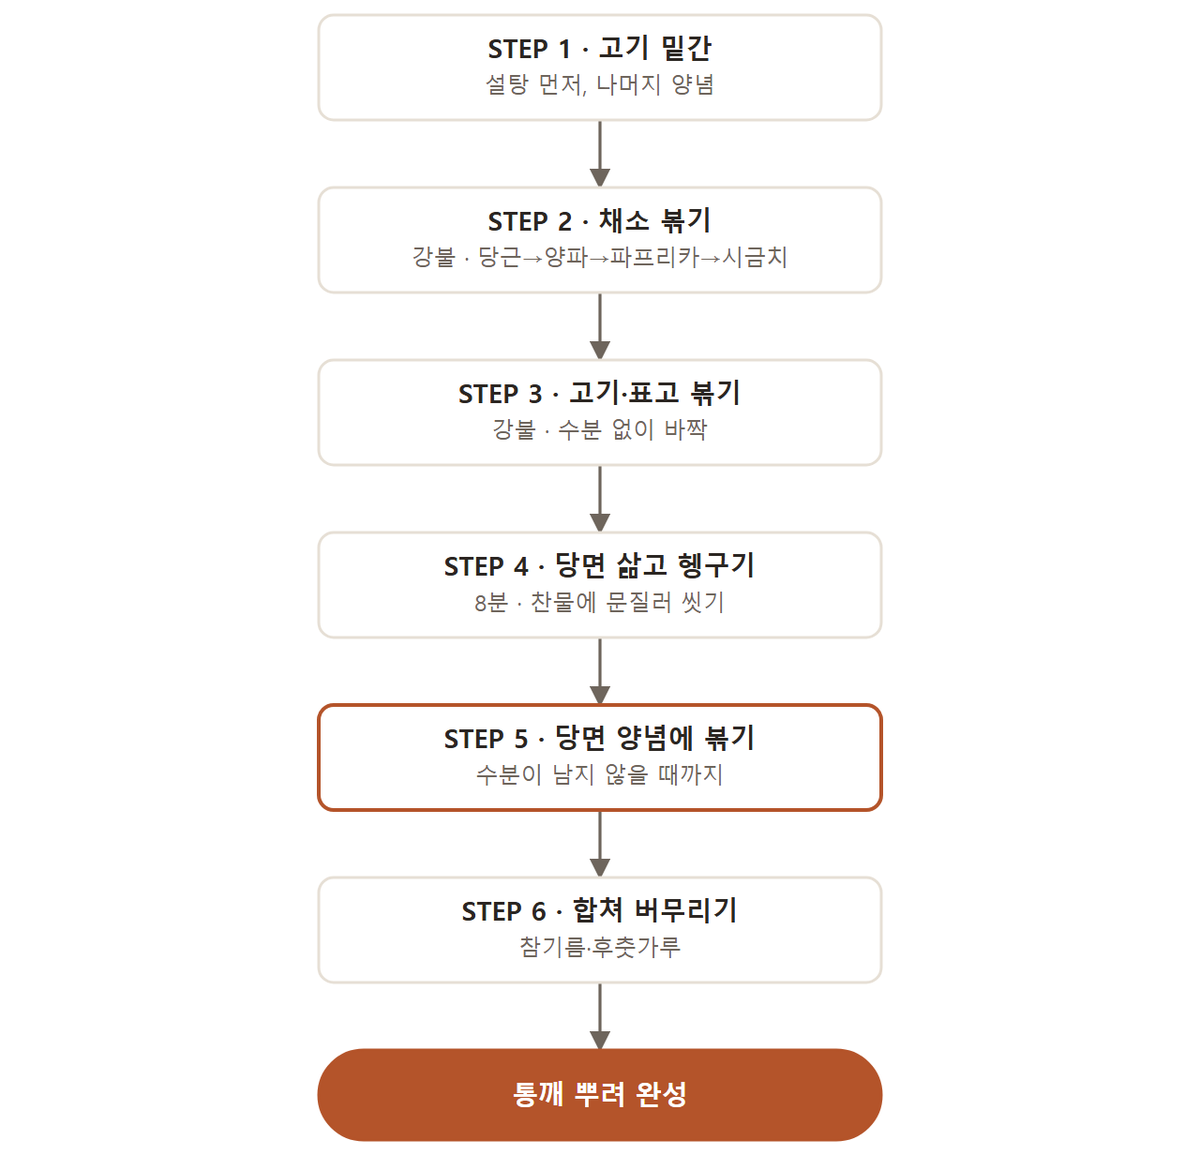 STEP 1 · 고기 밑간
설탕 먼저, 나머지 양념
STEP 2 · 채소 볶기
강불 · 당근→양파→파프리카→시금치
STEP 3 · 고기·표고 볶기
강불 · 수분 없이 바짝
STEP 4 · 당면 삶고 헹구기
8분 · 찬물에 문질러 씻기
STEP 5 · 당면 양념에 볶기
수분이 남지 않을 때까지
STEP 6 · 합쳐 버무리기
참기름·후춧가루
통깨 뿌려 완성